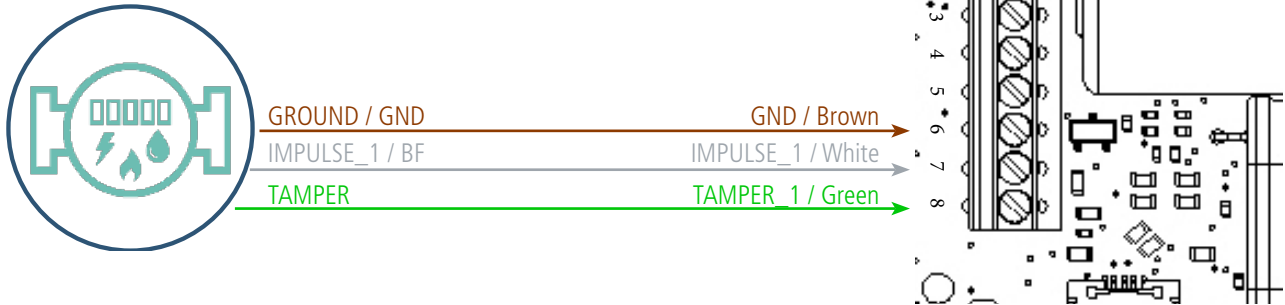 3
4
5
GROUND / GND GND / Brown 6
IMPULSE_1 / BF IMPULSE_1 / White 7
TAMPER TAMPER_1 / Green 8